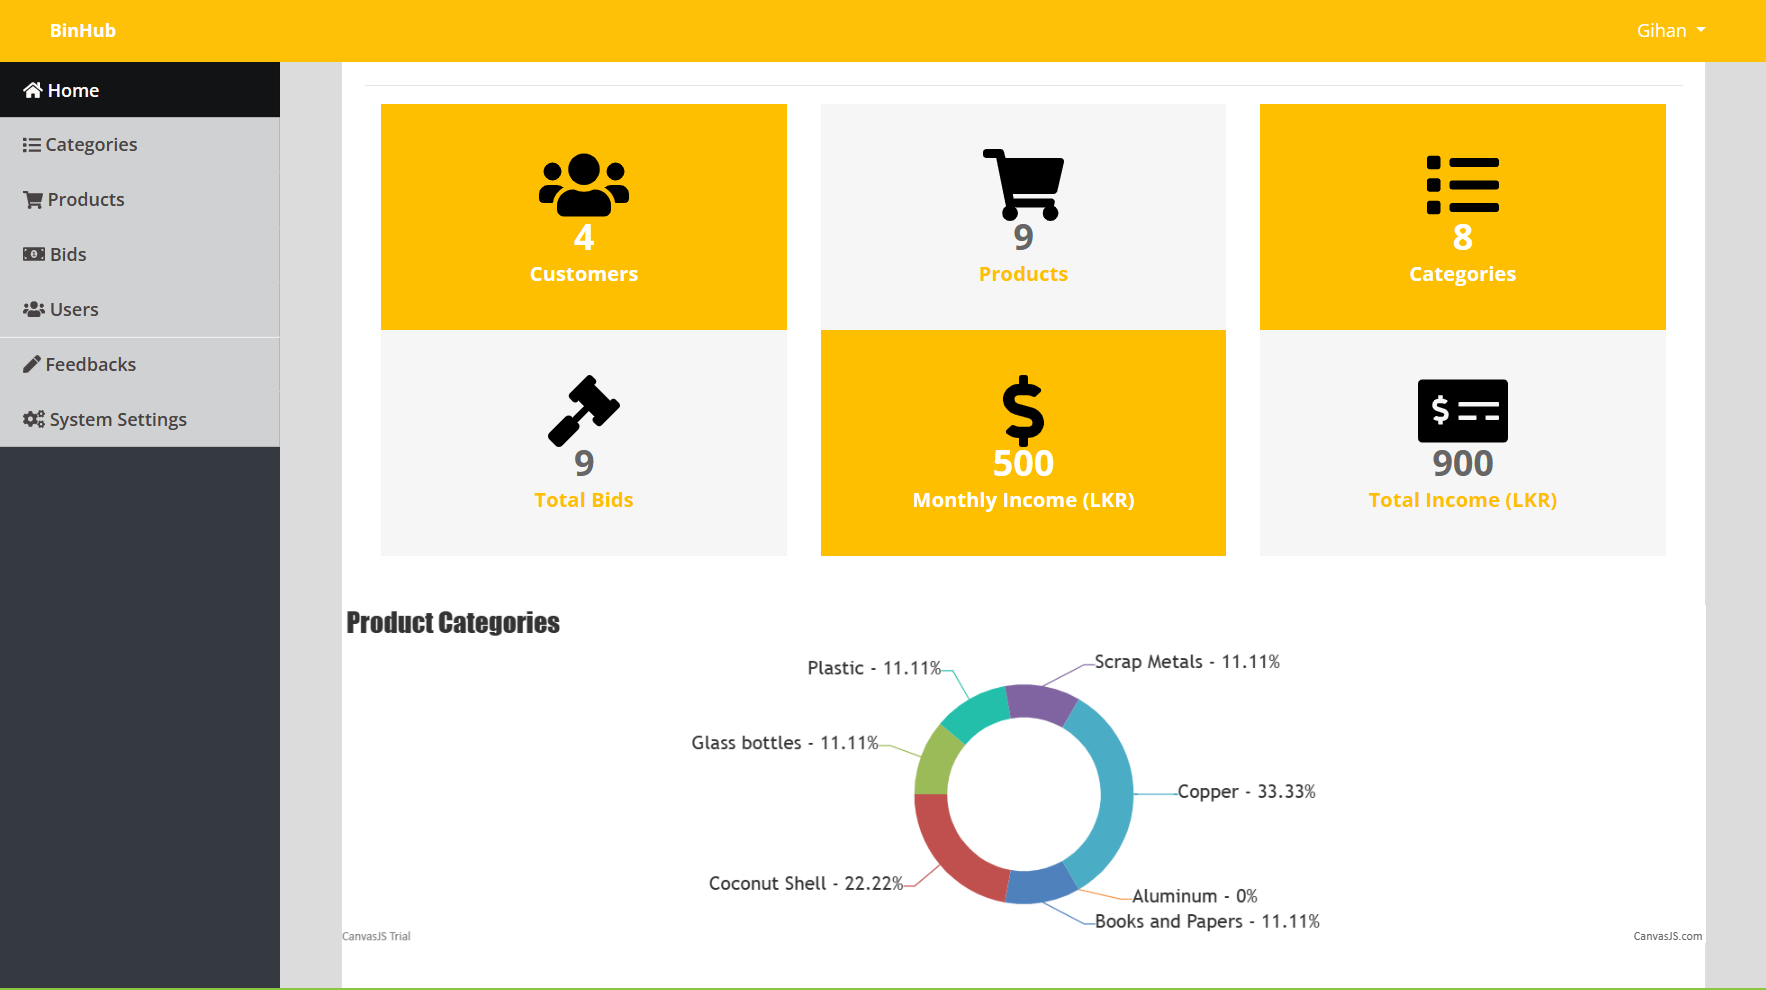 BinHub
Gihan
Home
Categories
Products
Bids
Users
Feedbacks
System Settings
4
Customers
9
Products
8
Categories
9
Total Bids
500
Monthly Income (LKR)
900
Total Income (LKR)
Product Categories
Plastic - 11.11%
Scrap Metals - 11.11%
Glass bottles - 11.11%
Copper - 33.33%
Coconut Shell - 22.22%
Aluminum - 0%
Books and Papers - 11.11%
CanvasJS Trial
CanvasJS.com